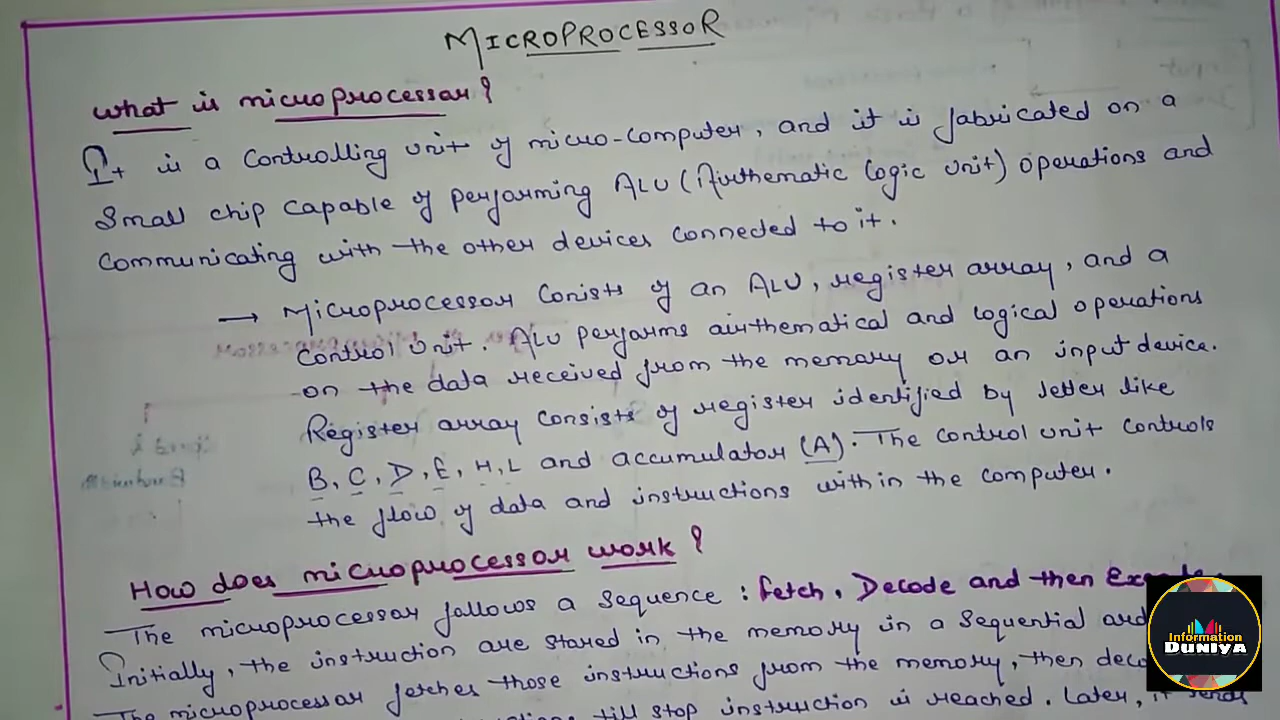 MICROPROCESSOR
What is microprocessor?
It is a controlling unit of micro-computer, and it is fabricated on a
small chip capable of performing ALU (Airthematic logic unit) operations and
communicating with the other devices connected to it.
→ Microprocessor conists of an ALU, register array, and a
control unit. ALU performs airthematical and logical operations
on the data received from the memory or an input device.
Register array consists of register identified by letter like
B, C, D, E, H, L and accumulator (A). The control unit controls
the flow of data and instructions within the computer.
How does microprocessor work?
The microprocessor follows a sequence : Fetch, Decode and then
Initially, the instruction are stored in the memory in a sequential
The microprocessor fetches those instructions from the memory, then
till stop instruction is reached. Later, it sends
Information
DUNIYA